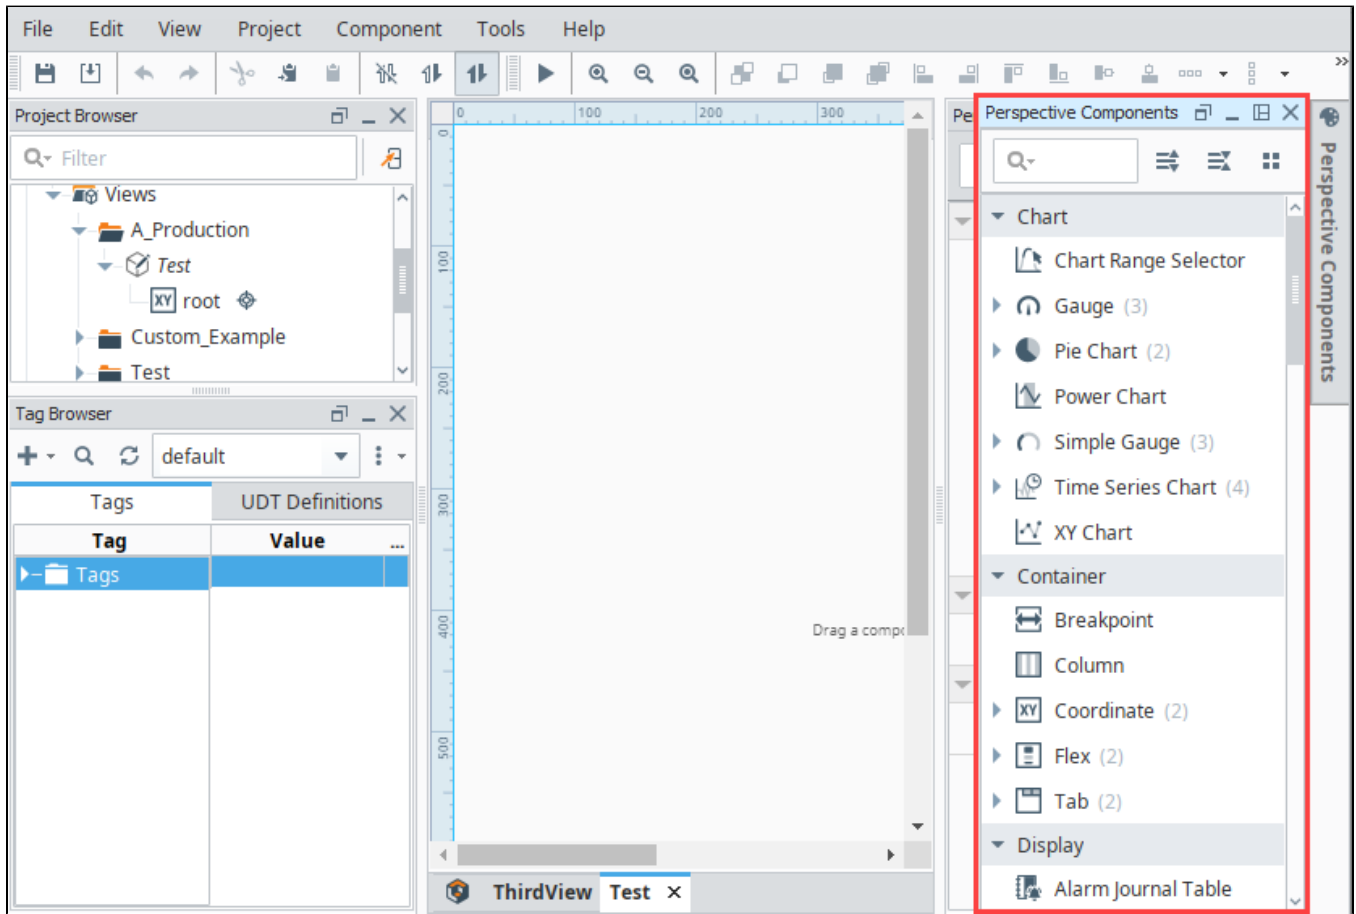 File Edit View Project Component Tools Help
Project Browser
Filter
Views
A_Production
Test
XY root
Custom_Example
Test
Tag Browser
default
Tags UDT Definitions
Tag Value ...
Tags
0 100 200 300
0
100
200
300
400
500
Drag a compo
ThirdView Test
Pe
Perspective Components
Chart
Chart Range Selector
Gauge (3)
Pie Chart (2)
Power Chart
Simple Gauge (3)
Time Series Chart (4)
XY Chart
Container
Breakpoint
Column
XY Coordinate (2)
Flex (2)
Tab (2)
Display
Alarm Journal Table
Perspective Components